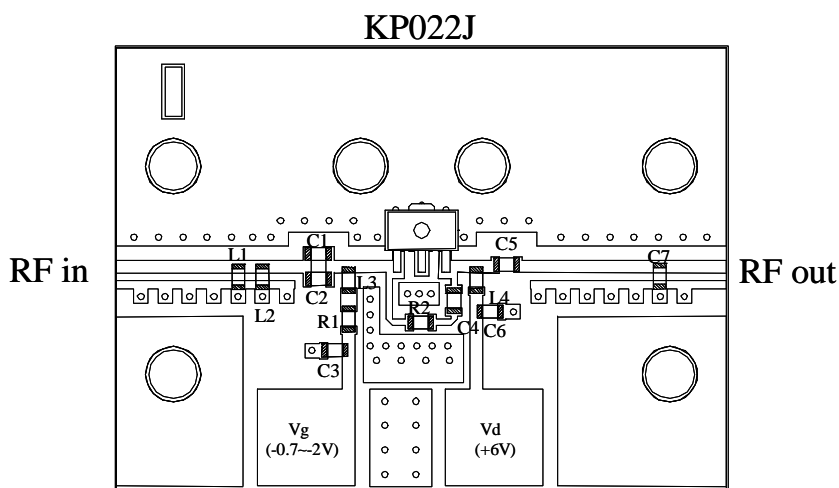 KP022J
C1
C5
L1
C7
RF in
RF out
C2
L3
L2
R1
R2
C4
L4
C6
C3
Vg
(-0.7~-2V)
Vd
(+6V)